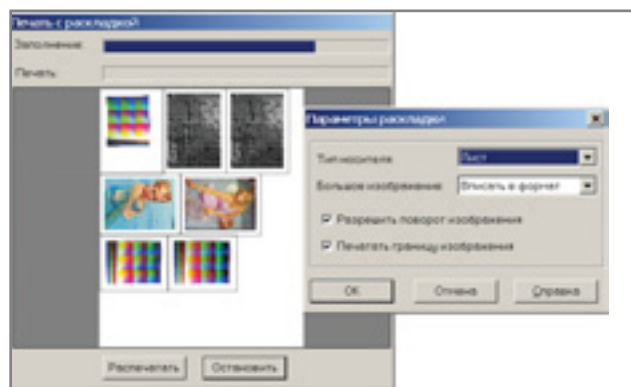 Печать с раскладкой
Заполнение:
Печать:
Распечатать
Остановить
Параметры раскладки
Тип носителя:
Лист
Большое изображение:
Вписать в формат
Разрешить поворот изображения
Печатать границу изображения
ОК
Отмена
Справка